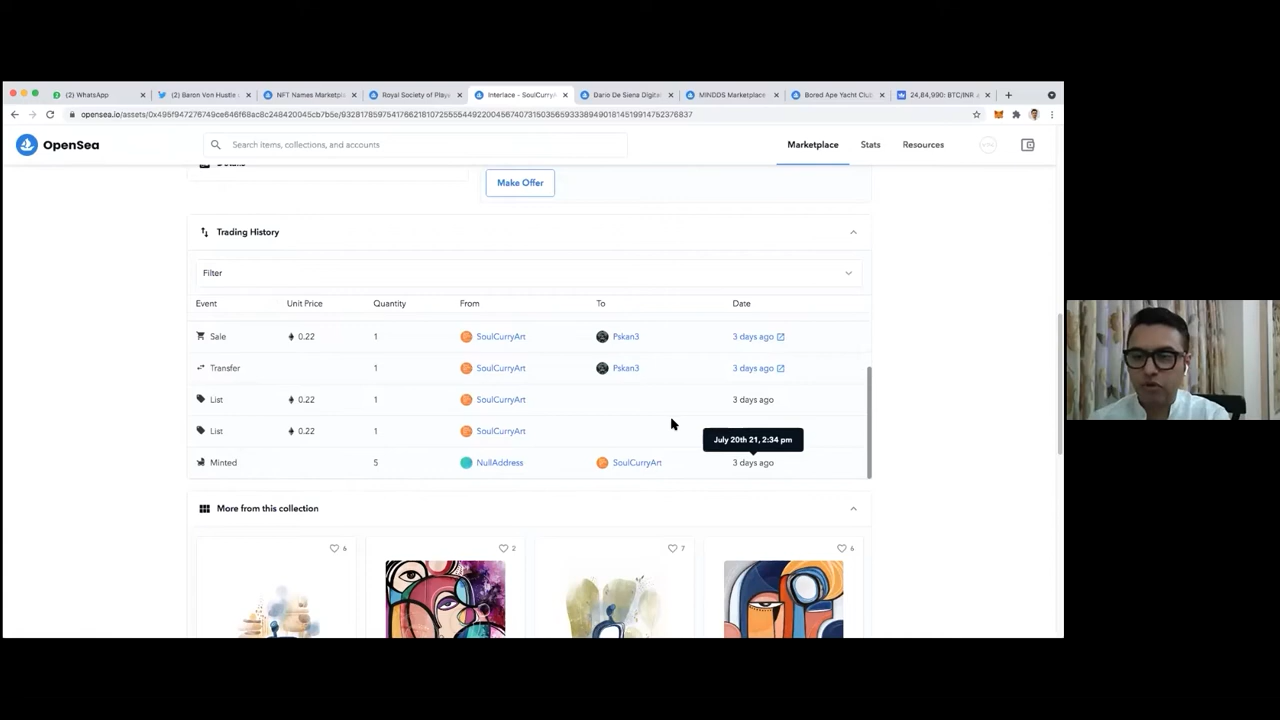 (2) WhatsApp
(2) Baron Von Hustle
NFT Names Marketpl
Royal Society of Playe
Interlace - SoulCurryA
Dario De Siena Digital
MINDDS Marketplace
Bored Ape Yacht Club
24,84,990: BTC/INR
OpenSea
Search items, collections, and accounts
Marketplace
Stats
Resources
Details
Make Offer
Trading History
Filter
Event Unit Price Quantity From To Date
Sale 0.22 1 SoulCurryArt Pskan3 3 days ago
Transfer 1 SoulCurryArt Pskan3 3 days ago
List 0.22 1 SoulCurryArt 3 days ago
List 0.22 1 SoulCurryArt
July 20th 21, 2:34 pm
Minted 5 NullAddress SoulCurryArt 3 days ago
More from this collection
6
2
7
6